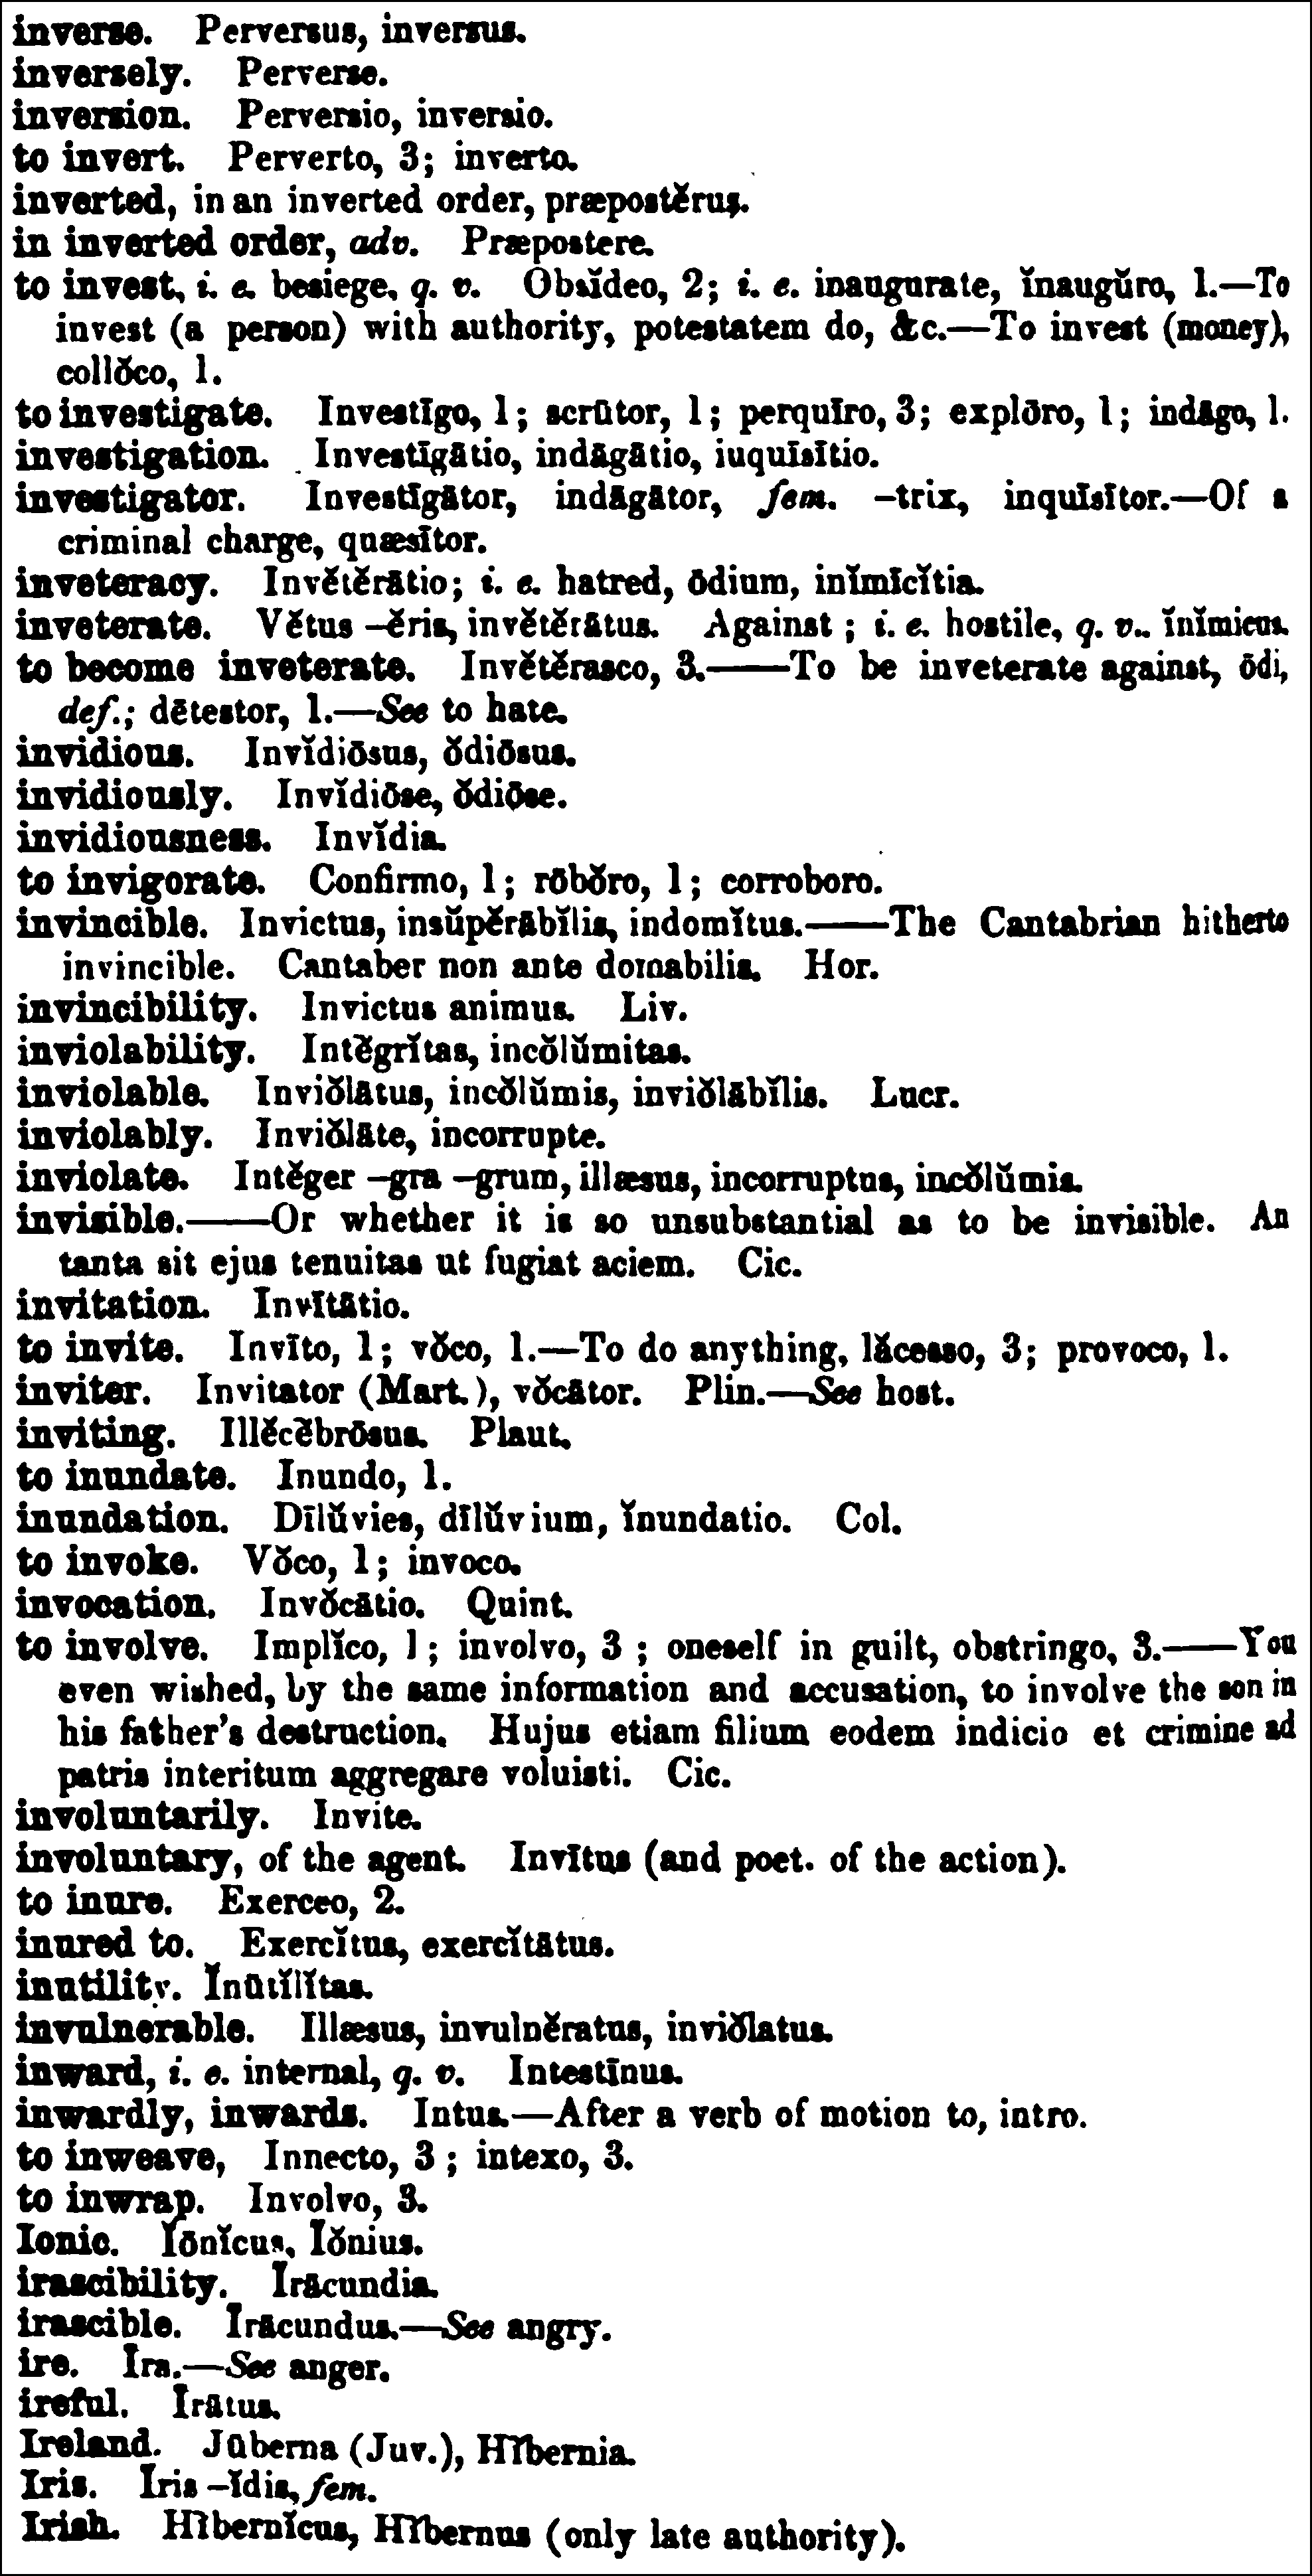 inverse. Perversus, inversus.
inversely. Perverse.
inversion. Perversio, inversio.
to invert. Perverto, 3; inverto.
inverted, in an inverted order, præpostĕrus.
in inverted order, adv. Præpostere.
to invest, i. e. besiege, q. v. Obsĭdeo, 2; i. e. inaugurate, ĭnaugŭro, 1.—To
invest (a person) with authority, potestatem do, &c.—To invest (money),
collŏco, 1.
to investigate. Investīgo, 1; scrūtor, 1; perquīro, 3; explōro, 1; indāgo, 1.
investigation. Investīgātio, indāgātio, iuquīsītio.
investigator. Investīgātor, indāgātor, fem. –trix, inquīsītor.—Of a
criminal charge, quæsītor.
inveteracy. Invĕtĕrātio; i. e. hatred, ōdium, inĭmīcĭtia.
inveterate. Vĕtus –ĕris, invĕtĕrātus. Against; i. e. hostile, q. v.. ĭnĭmicus.
to become inveterate. Invĕtĕrasco, 3.——To be inveterate against, ōdi,
def.; dētestor, 1.—See to hate.
invidious. Invĭdiōsus, ŏdiōsus.
invidiously. Invĭdiōse, ŏdiōse.
invidiousness. Invĭdia.
to invigorate. Confirmo, 1; rōbŏro, 1; corroboro.
invincible. Invictus, insŭpĕrābĭlis, indomĭtus.——The Cantabrian hitherto
invincible. Cantaber non ante domabilis. Hor.
invincibility. Invictus animus. Liv.
inviolability. Intĕgrĭtas, incŏlŭmitas.
inviolable. Inviŏlātus, incŏlŭmis, inviŏlābĭlis. Lucr.
inviolably. Inviŏlāte, incorrupte.
inviolate. Intĕger –gra –grum, illæsus, incorruptus, incŏlŭmis.
invisible.——Or whether it is so unsubstantial as to be invisible. An
tanta sit ejus tenuitas ut fugiat aciem. Cic.
invitation. Invītātio.
to invite. Invīto, 1; vŏco, 1.—To do anything, lăcesso, 3; provoco, 1.
inviter. Invitator (Mart.), vŏcātor. Plin.—See host.
inviting. Illĕcĕbrōsus. Plaut.
to inundate. Inundo, 1.
inundation. Dīlŭvies, dīlŭvium, ĭnundatio. Col.
to invoke. Vŏco, 1; invoco.
invocation. Invŏcātio. Quint.
to involve. Implĭco, 1; involvo, 3; oneself in guilt, obstringo, 3.——You
even wished, by the same information and accusation, to involve the son in
his father's destruction. Hujus etiam filium eodem indicio et crimine ad
patris interitum aggregare voluisti. Cic.
involuntarily. Invite.
involuntary, of the agent. Invītus (and poet. of the action).
to inure. Exerceo, 2.
inured to. Exercĭtus, exercĭtātus.
inutility. Ĭnūtĭlĭtas.
invulnerable. Illæsus, invulnĕratus, inviŏlatus.
inward, i. e. internal, q. v. Intestīnus.
inwardly, inwards. Intus.—After a verb of motion to, intro.
to inweave, Innecto, 3; intexo, 3.
to inwrap. Involvo, 3.
Ionic. Īōnĭcus, Īŏnius.
irascibility. Īrācundia.
irascible. Īrācundus.—See angry.
ire. Īra.—See anger.
ireful. Īrātus.
Ireland. Jūberna (Juv.), Hībernia.
Iris. Īris –ĭdis, fem.
Irish. Hībernĭcus, Hībernus (only late authority).